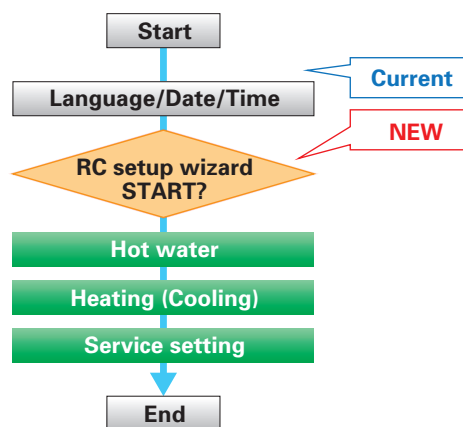 Start
Current
Language/Date/Time
NEW
RC setup wizard
START?
Hot water
Heating (Cooling)
Service setting
End